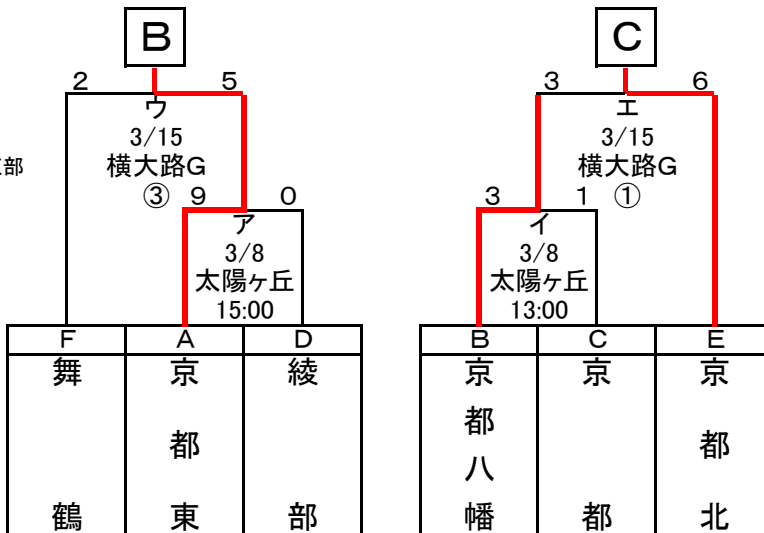 B C
2 5 3 6
ウ エ
3/15 3/15
部 横大路G 横大路G
③ 9 0 3 1 ①
ア イ
3/8 3/8
太陽ヶ丘 太陽ヶ丘
15:00 13:00
F A D B C E
舞鶴 京都東 綾部 京都八幡 京都 京都北